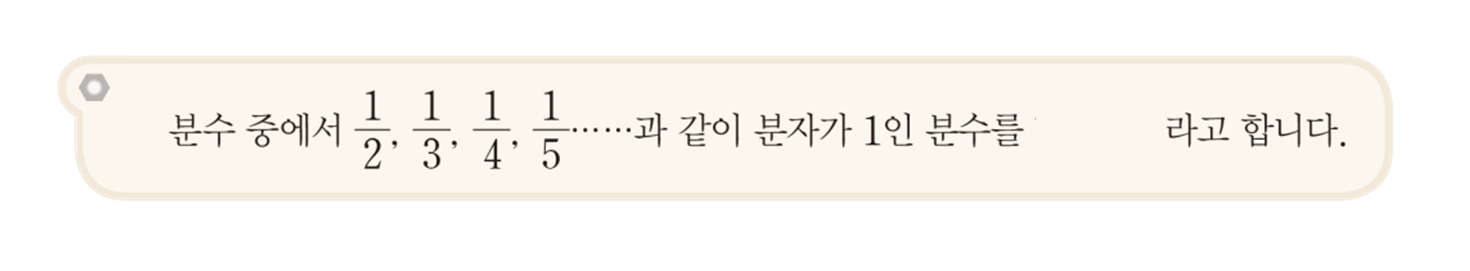 분수 중에서 1/2, 1/3, 1/4, 1/5……과 같이 분자가 1인 분수를 라고 합니다.